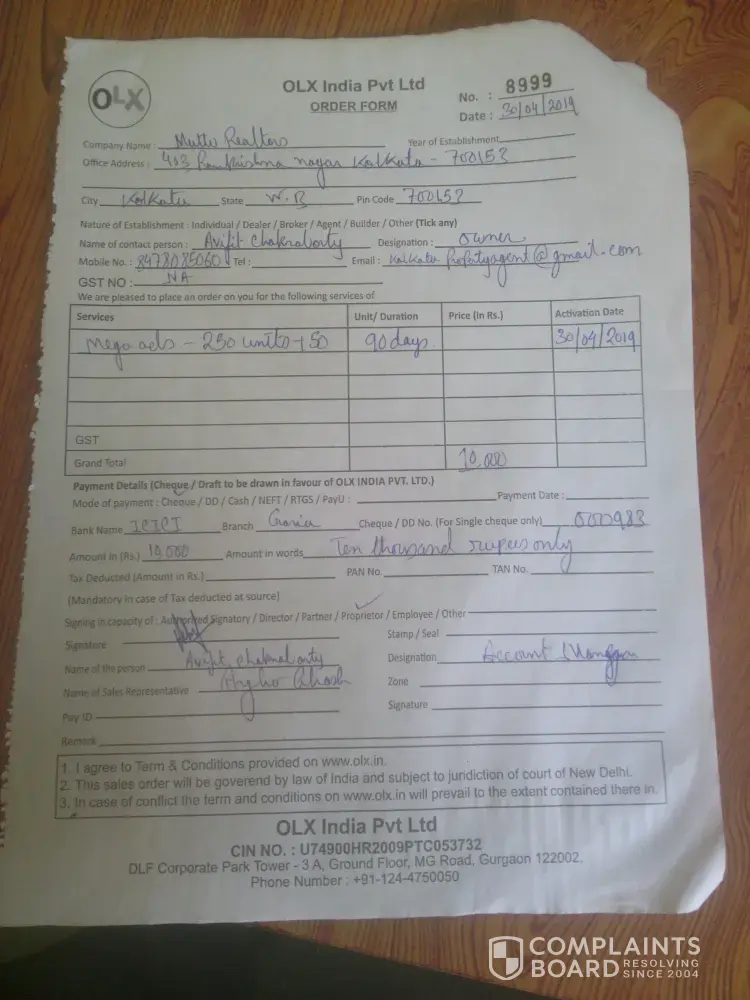 OLX
OLX India Pvt Ltd
ORDER FORM
No. : 8999
Date : 30/04/2019
Company Name : Muttu Realtors Year of Establishment
Office Address : 403 Ramkrishna nagar Kolkata - 700152
City Kolkata State W.B Pin Code 700152
Nature of Establishment : Individual / Dealer / Broker / Agent / Builder / Other (Tick any)
Name of contact person : Avijit Chakraborty Designation : owner
Mobile No. : 8478085060 Tel : Email : @gmail.com
GST NO : NA
We are pleased to place an order on you for the following services of
Services Unit/ Duration Price (In Rs.) Activation Date
Mega ads - 250 units + 50 90 days 30/04/2019
GST
Grand Total 10,000
Payment Details (Cheque / Draft to be drawn in favour of OLX INDIA PVT. LTD.)
Mode of payment : Cheque / DD / Cash / NEFT / RTGS / PayU : Payment Date :
Bank Name ICICI Branch Garia Cheque / DD No. (For Single cheque only) 000983
Amount in (Rs.) 10,000 Amount in words Ten thousand rupees only
Tax Deducted (Amount in Rs.) PAN No. TAN No.
(Mandatory in case of Tax deducted at source)
Signing in capacity of : Authorized Signatory / Director / Partner / Proprietor / Employee / Other
Signature Stamp / Seal
Name of the person Avijit Chakraborty Designation Account Manager
Name of Sales Representative Ghosh Zone
Pay ID Signature
Remark
1. I agree to Term & Conditions provided on www.olx.in.
2. This sales order will be goverend by law of India and subject to juridiction of court of New Delhi.
3. In case of conflict the term and conditions on www.olx.in will prevail to the extent contained there in.
OLX India Pvt Ltd
CIN NO. : U74900HR2009PTC053732
DLF Corporate Park Tower - 3 A, Ground Floor, MG Road, Gurgaon 122002.
Phone Number : +91-124-4750050
COMPLAINTS
BOARD RESOLVING
SINCE 2004